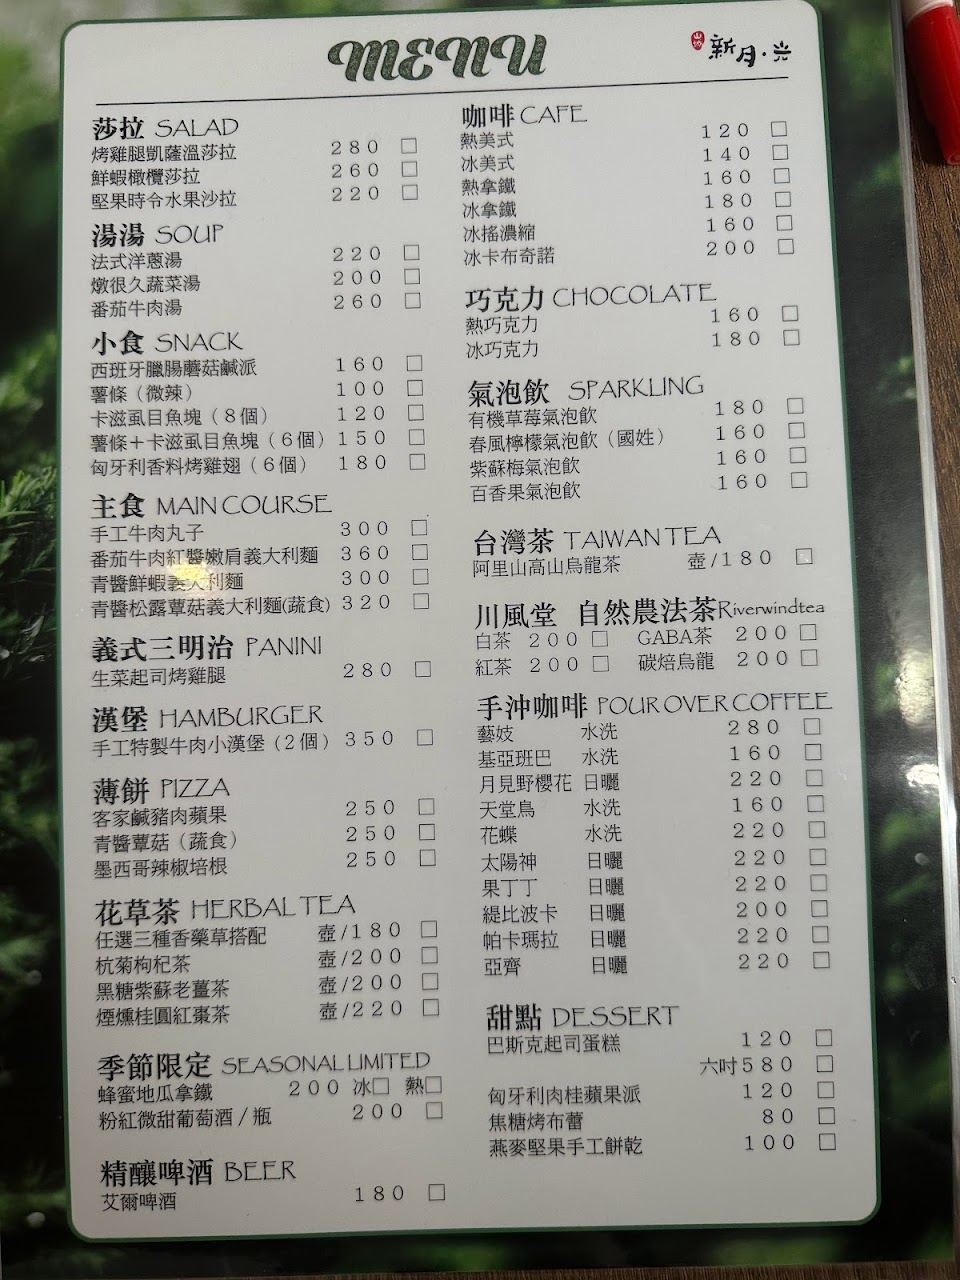 MENU
山坊 新月·光
莎拉 SALAD
烤雞腿凱薩溫莎拉 280 □
鮮蝦橄欖莎拉 260 □
堅果時令水果沙拉 220 □
湯湯 SOUP
法式洋蔥湯 220 □
燉很久蔬菜湯 200 □
番茄牛肉湯 260 □
小食 SNACK
西班牙臘腸蘑菇鹹派 160 □
薯條（微辣） 100 □
卡滋虱目魚塊（8個） 120 □
薯條＋卡滋虱目魚塊（6個） 150 □
匈牙利香料烤雞翅（6個） 180 □
主食 MAIN COURSE
手工牛肉丸子 300 □
番茄牛肉紅醬嫩肩義大利麵 360 □
青醬鮮蝦義大利麵 300 □
青醬松露蕈菇義大利麵(蔬食) 320 □
義式三明治 PANINI
生菜起司烤雞腿 280 □
漢堡 HAMBURGER
手工特製牛肉小漢堡（2個） 350 □
薄餅 PIZZA
客家鹹豬肉蘋果 250 □
青醬蕈菇（蔬食） 250 □
墨西哥辣椒培根 250 □
花草茶 HERBAL TEA
任選三種香藥草搭配 壺/180 □
杭菊枸杞茶 壺/200 □
黑糖紫蘇老薑茶 壺/200 □
煙燻桂圓紅棗茶 壺/220 □
季節限定 SEASONAL LIMITED
蜂蜜地瓜拿鐵 200 冰□ 熱□
粉紅微甜葡萄酒/瓶 200 □
精釀啤酒 BEER
艾爾啤酒 180 □
咖啡 CAFE
熱美式 120 □
冰美式 140 □
熱拿鐵 160 □
冰拿鐵 180 □
冰搖濃縮 160 □
冰卡布奇諾 200 □
巧克力 CHOCOLATE
熱巧克力 160 □
冰巧克力 180 □
氣泡飲 SPARKLING
有機草莓氣泡飲 180 □
春風檸檬氣泡飲（國姓） 160 □
紫蘇梅氣泡飲 160 □
百香果氣泡飲 160 □
台灣茶 TAIWAN TEA
阿里山高山烏龍茶 壺/180 □
川風堂 自然農法茶Riverwindtea
白茶 200 □ GABA茶 200 □
紅茶 200 □ 碳焙烏龍 200 □
手沖咖啡 POUR OVER COFFEE
藝妓 水洗 280 □
基亞班巴 水洗 160 □
月見野櫻花 日曬 220 □
天堂鳥 水洗 160 □
花蝶 水洗 220 □
太陽神 日曬 220 □
果丁丁 日曬 220 □
緹比波卡 日曬 200 □
帕卡瑪拉 日曬 220 □
亞齊 日曬 220 □
甜點 DESSERT
巴斯克起司蛋糕 120 □
六吋580 □
匈牙利肉桂蘋果派 120 □
焦糖烤布蕾 80 □
燕麥堅果手工餅乾 100 □